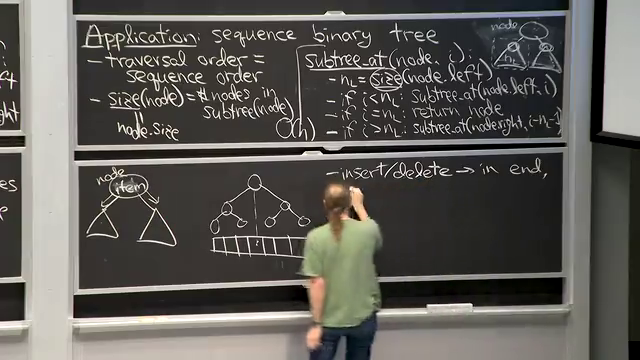 Application: sequence binary tree
- traversal order =
sequence order
- size(node) = # nodes in
subtree(node)
node.size
subtree_at(node, i):
- nL = size(node.left)
- if i < nL: subtree_at(node.left, i)
- if i = nL: return node
- if i > nL: subtree_at(node.right, i-nL-1)
O(h)
node
nL
node
item
- insert/delete → in end,